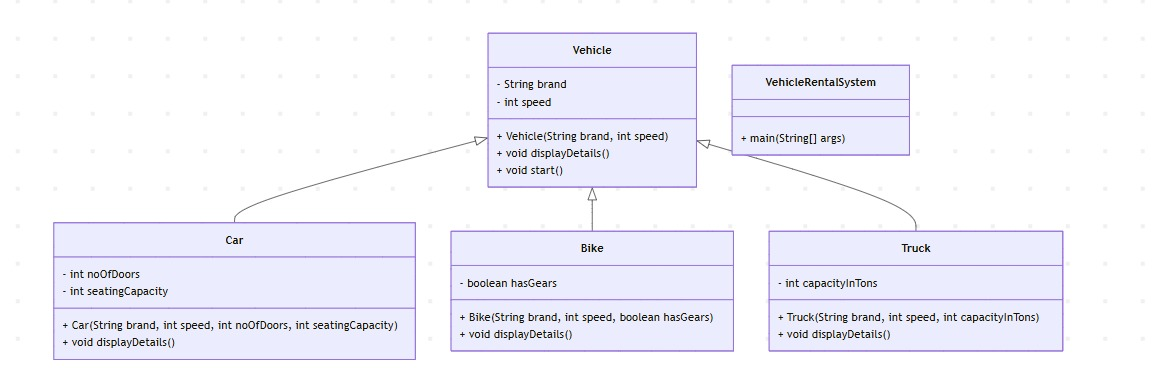 Vehicle
- String brand
- int speed
+ Vehicle(String brand, int speed)
+ void displayDetails()
+ void start()
VehicleRentalSystem
+ main(String[] args)
Car
- int noOfDoors
- int seatingCapacity
+ Car(String brand, int speed, int noOfDoors, int seatingCapacity)
+ void displayDetails()
Bike
- boolean hasGears
+ Bike(String brand, int speed, boolean hasGears)
+ void displayDetails()
Truck
- int capacityInTons
+ Truck(String brand, int speed, int capacityInTons)
+ void displayDetails()